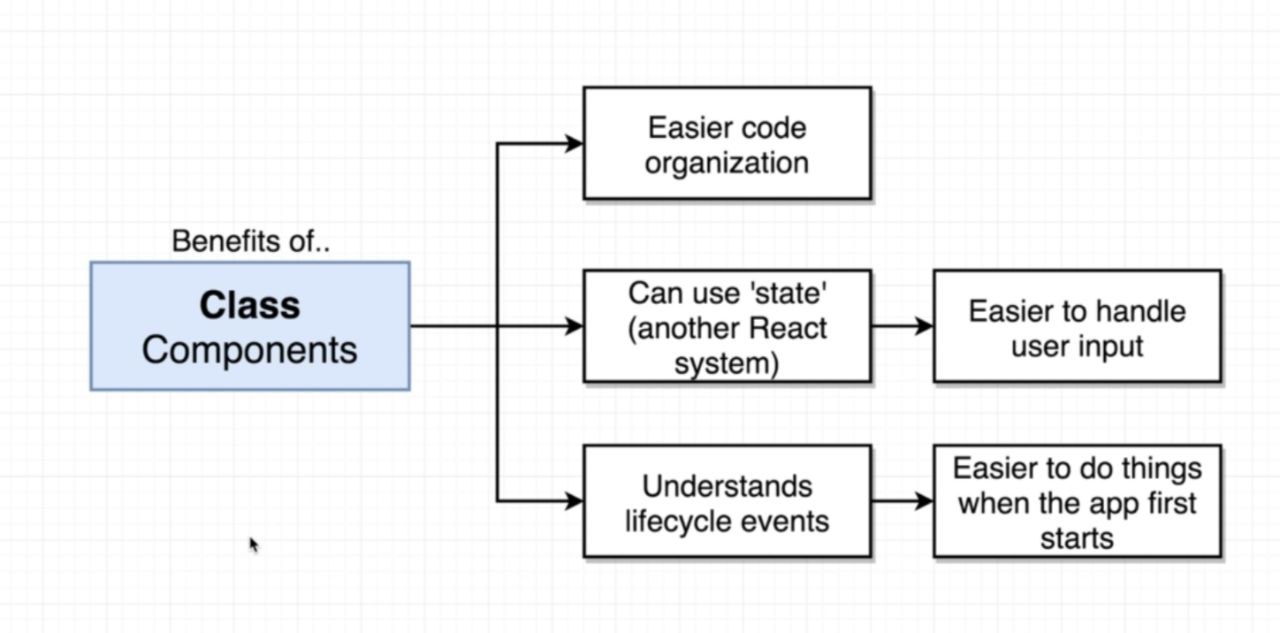 Benefits of..
Class
Components
Easier code
organization
Can use 'state'
(another React
system)
Easier to handle
user input
Understands
lifecycle events
Easier to do things
when the app first
starts